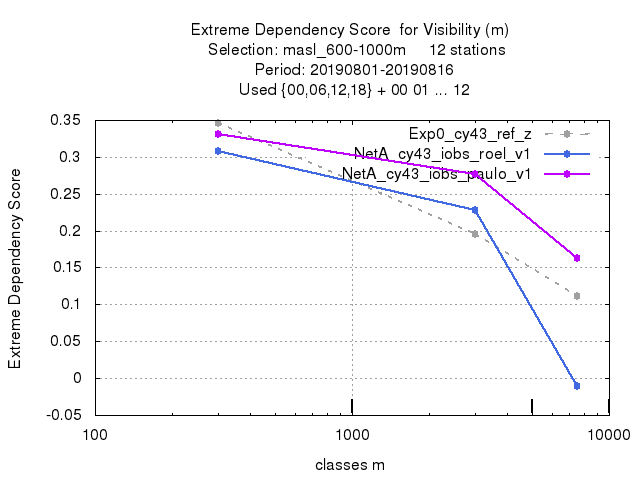 Extreme Dependency Score  for Visibility (m)
Selection: masl_600-1000m     12 stations
Period: 20190801-20190816
Used {00,06,12,18} + 00 01 ... 12
Exp0_cy43_ref_z
NetA_cy43_iobs_roel_v1
NetA_cy43_iobs_paulo_v1
0.35
0.3
0.25
0.2
0.15
0.1
0.05
0
-0.05
Extreme Dependency Score
100 1000 10000
classes m